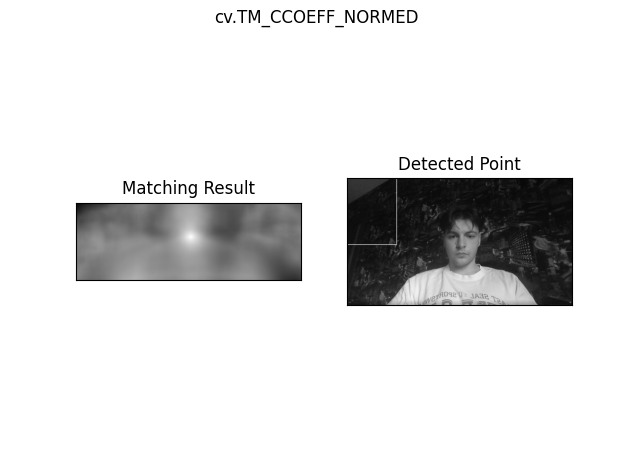 cv.TM_CCOEFF_NORMED
Matching Result
Detected Point